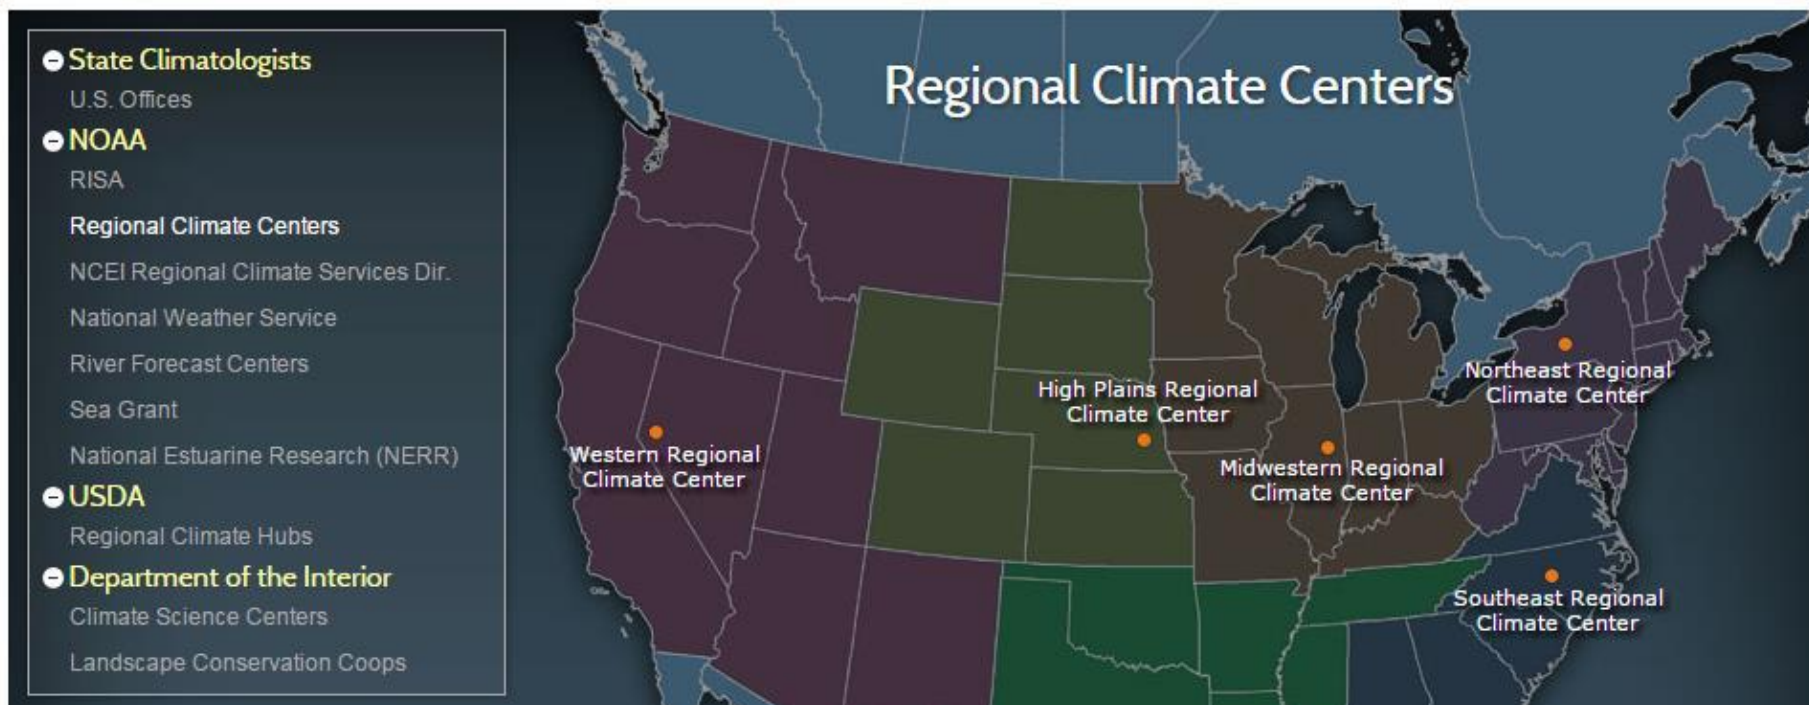 State Climatologists
U.S. Offices
NOAA
RISA
Regional Climate Centers
NCEI Regional Climate Services Dir.
National Weather Service
River Forecast Centers
Sea Grant
National Estuarine Research (NERR)
USDA
Regional Climate Hubs
Department of the Interior
Climate Science Centers
Landscape Conservation Coops
Regional Climate Centers
Northeast Regional
Climate Center
High Plains Regional
Climate Center
Western Regional
Climate Center
Midwestern Regional
Climate Center
Southeast Regional
Climate Center